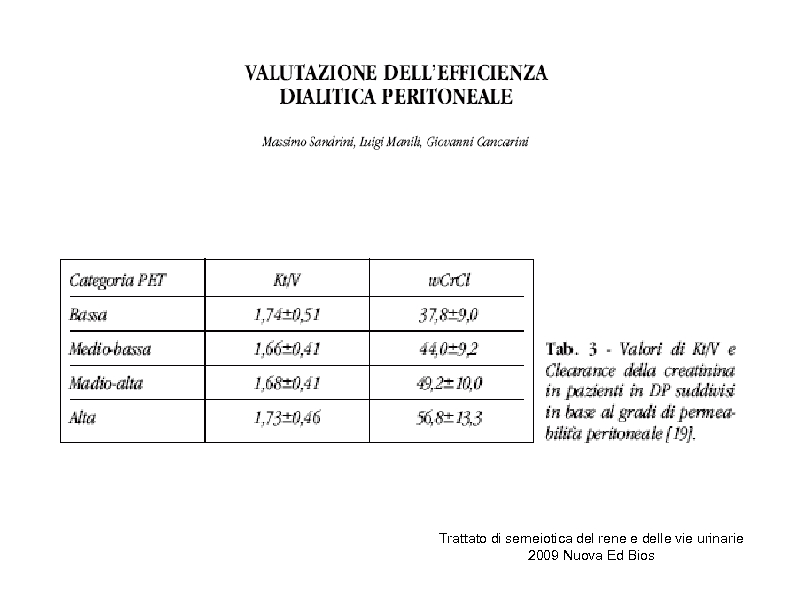 VALUTAZIONE DELL'EFFICIENZA
DIALITICA PERITONEALE
Massimo Sandrini, Luigi Manili, Giovanni Cancarini
Categoria PET Kt/V wCrCl
Bassa 1,74±0,51 37,8±9,0
Medio-bassa 1,66±0,41 44,0±9,2
Madio-alta 1,68±0,41 49,2±10,0
Alta 1,73±0,46 56,8±13,3
Tab. 3 - Valori di Kt/V e
Clearance della creatinina
in pazienti in DP suddivisi
in base al gradi di permea-
bilità peritoneale [19].
Trattato di semeiotica del rene e delle vie urinarie
2009 Nuova Ed Bios